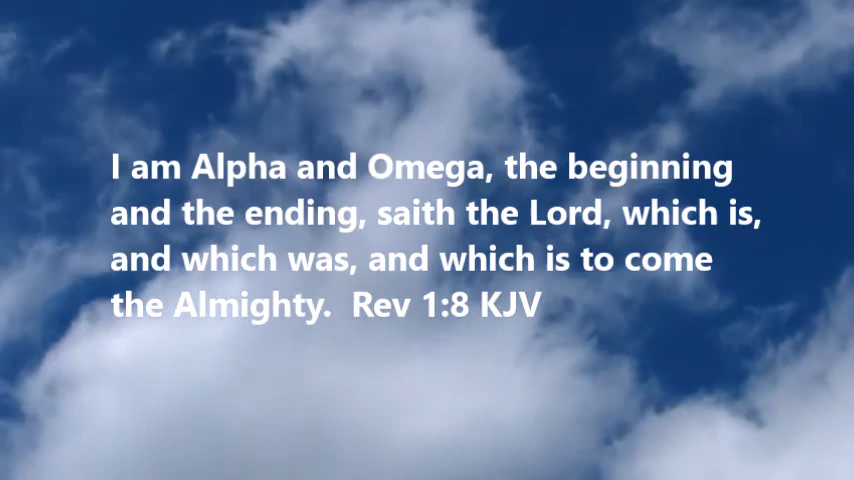 I am Alpha and Omega, the beginning
and the ending, saith the Lord, which is,
and which was, and which is to come
the Almighty.  Rev 1:8 KJV